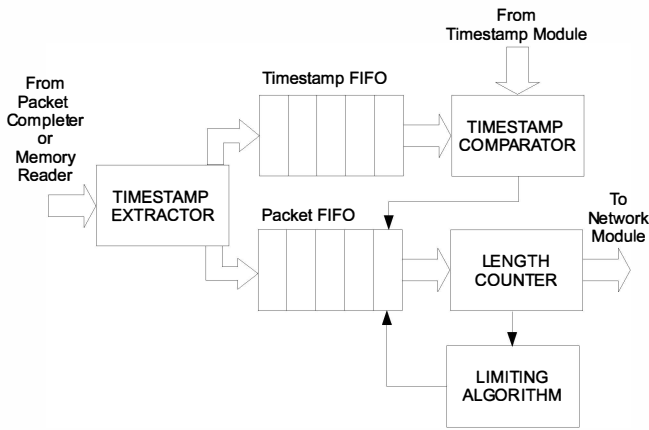 From
Timestamp Module
From
Packet
Completer
or
Memory
Reader
Timestamp FIFO
TIMESTAMP
COMPARATOR
TIMESTAMP
EXTRACTOR
Packet FIFO
LENGTH
COUNTER
To
Network
Module
LIMITING
ALGORITHM